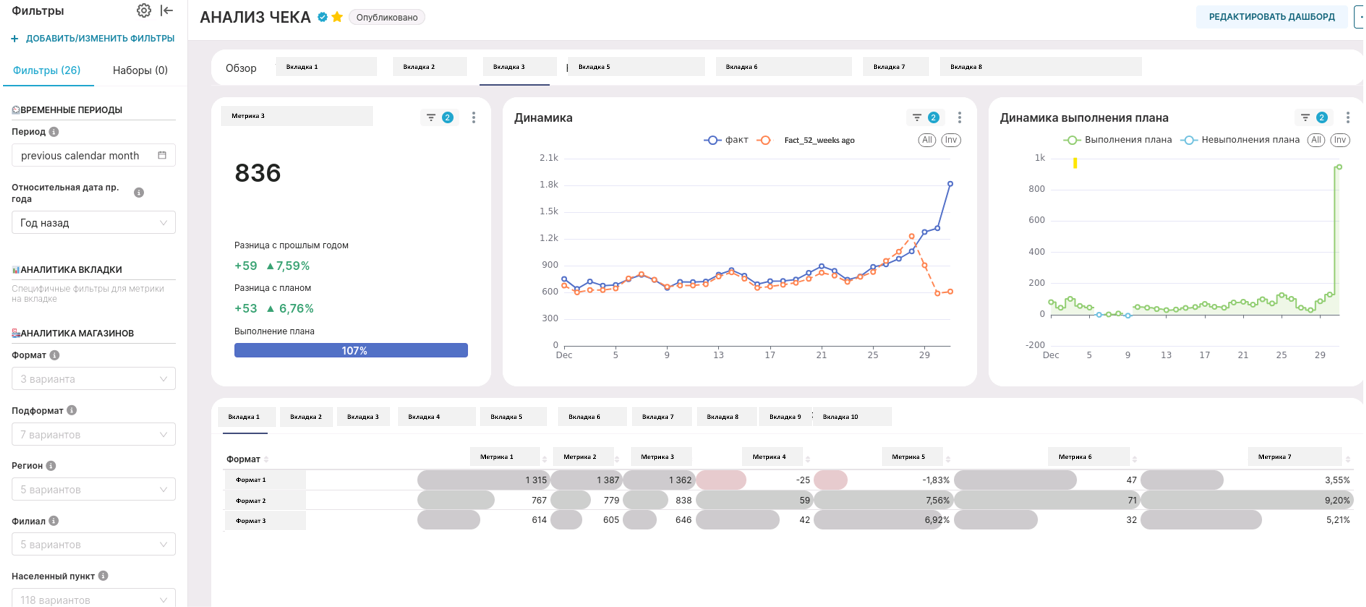 Фильтры
+ ДОБАВИТЬ/ИЗМЕНИТЬ ФИЛЬТРЫ
Фильтры (26)
Наборы (0)
ВРЕМЕННЫЕ ПЕРИОДЫ
Период
previous calendar month
Относительная дата пр.
года
Год назад
АНАЛИТИКА ВКЛАДКИ
Специфичные фильтры для метрики
на вкладке
АНАЛИТИКА МАГАЗИНОВ
Формат
3 варианта
Подформат
7 вариантов
Регион
5 вариантов
Филиал
5 вариантов
Населенный пункт
118 вариантов
АНАЛИЗ ЧЕКА
Опубликовано
РЕДАКТИРОВАТЬ ДАШБОРД
Обзор Вкладка 1 Вкладка 2 Вкладка 3 Вкладка 5 Вкладка 6 Вкладка 7 Вкладка 8
Метрика 3
2
836
Разница с прошлым годом
+59 ▲7,59%
Разница с планом
+53 ▲ 6,76%
Выполнение плана
107%
Динамика
2
факт Fact_52_weeks ago All Inv
2.1k
1.8k
1.5k
1.2k
900
600
300
0
Dec 5 9 13 17 21 25 29
Динамика выполнения плана
2
Выполнения плана Невыполнения плана All Inv
1k
800
600
400
200
0
-200
Dec 5 9 13 17 21 25 29
Вкладка 1 Вкладка 2 Вкладка 3 Вкладка 4 Вкладка 5 Вкладка 6 Вкладка 7 Вкладка 8 Вкладка 9 Вкладка 10
Формат Метрика 1 Метрика 2 Метрика 3 Метрика 4 Метрика 5 Метрика 6 Метрика 7
Формат 1 1 315 1 387 1 362 -25 -1,83% 47 3,55%
Формат 2 767 779 838 59 7,56% 71 9,20%
Формат 3 614 605 646 42 6,92% 32 5,21%